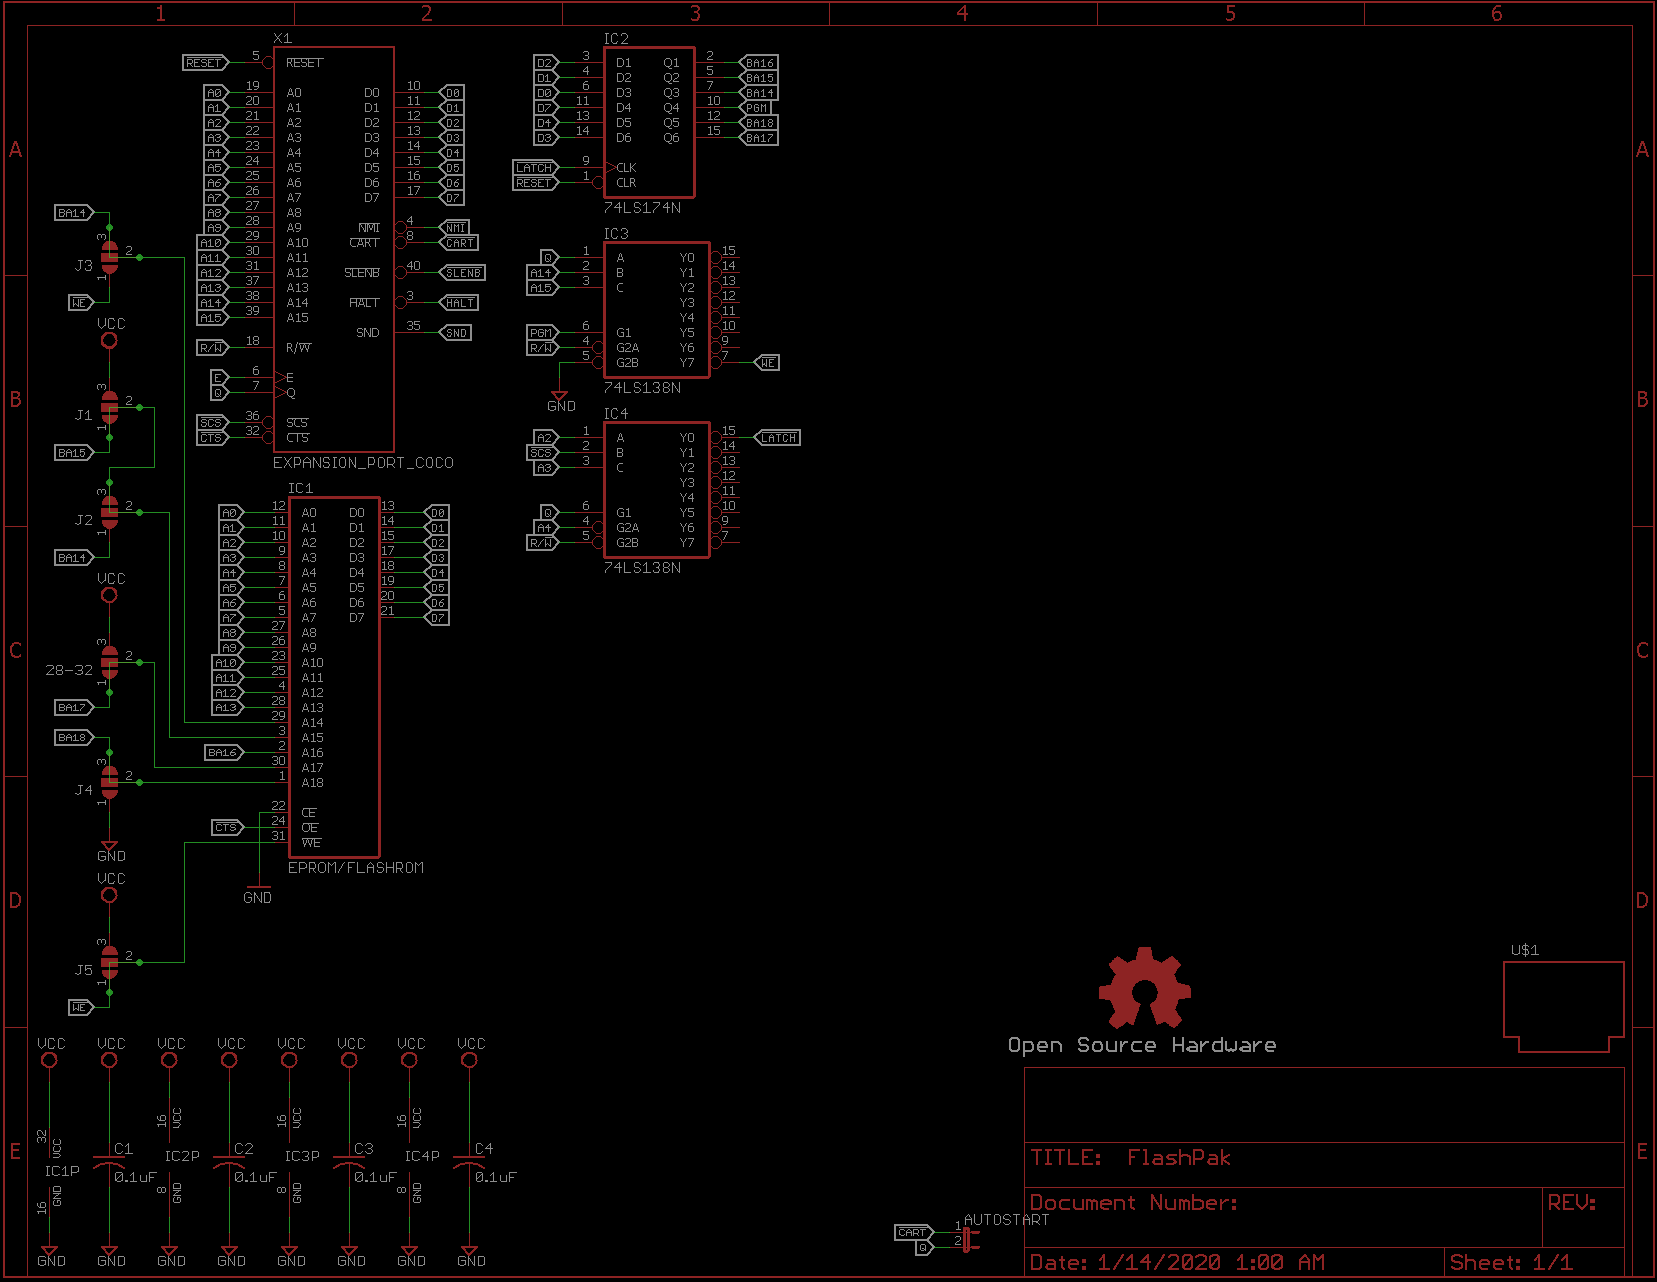 1 2 3 4 5 6
A A
B B
C C
D D
E E
X1
RESET 5 RESET
A0 19 A0 D0 10 D0
A1 20 A1 D1 11 D1
A2 21 A2 D2 12 D2
A3 22 A3 D3 13 D3
A4 23 A4 D4 14 D4
A5 24 A5 D5 15 D5
A6 25 A6 D6 16 D6
A7 26 A7 D7 17 D7
A8 27 A8
A9 28 A9 NMI 4 NMI
A10 29 A10 CART 8 CART
A11 30 A11
A12 31 A12 SLENB 40 SLENB
A13 37 A13
A14 38 A14 HALT 3 HALT
A15 39 A15
SND 35 SND
R/W 18 R/W
E 6 E
Q 7 Q
SCS 36 SCS
CTS 32 CTS
EXPANSION_PORT_COCO
IC2
D2 3 D1 Q1 2 BA16
D1 4 D2 Q2 5 BA15
D0 6 D3 Q3 7 BA14
D7 11 D4 Q4 10 PGM
D4 13 D5 Q5 12 BA18
D3 14 D6 Q6 15 BA17
LATCH 9 CLK
RESET 1 CLR
74LS174N
IC3
Q 1 A Y0 15
A14 2 B Y1 14
A15 3 C Y2 13
Y3 12
Y4 11
PGM 6 G1 Y5 10
R/W 4 G2A Y6 9
5 G2B Y7 7 WE
GND
74LS138N
IC4
A2 1 A Y0 15 LATCH
SCS 2 B Y1 14
A3 3 C Y2 13
Y3 12
Y4 11
Q 6 G1 Y5 10
A4 4 G2A Y6 9
R/W 5 G2B Y7 7
74LS138N
BA14
3
J3 2
1
WE
VCC
3
J1 2
1
BA15
3
J2 2
1
BA14
VCC
3
28-32 2
1
BA17
BA18
3
J4 2
1
GND
VCC
3
J5 2
1
WE
IC1
A0 12 A0 D0 13 D0
A1 11 A1 D1 14 D1
A2 10 A2 D2 15 D2
A3 9 A3 D3 17 D3
A4 8 A4 D4 18 D4
A5 7 A5 D5 19 D5
A6 6 A6 D6 20 D6
A7 5 A7 D7 21 D7
A8 27 A8
A9 26 A9
A10 23 A10
A11 25 A11
A12 4 A12
A13 28 A13
29 A14
3 A15
BA16 2 A16
30 A17
1 A18
22 CE
CTS 24 OE
31 WE
EPROM/FLASHROM
GND
VCC VCC VCC VCC VCC VCC VCC VCC
32 VCC 16 VCC 16 VCC 16 VCC
IC1P C1 IC2P C2 IC3P C3 IC4P C4
0.1uF 0.1uF 0.1uF 0.1uF
16 GND 8 GND 8 GND 8 GND
GND GND GND GND GND GND GND GND
Open Source Hardware
U$1
CART 1 AUTOSTART
Q 2
TITLE: FlashPak
Document Number:
REV:
Date: 1/14/2020 1:00 AM
Sheet: 1/1